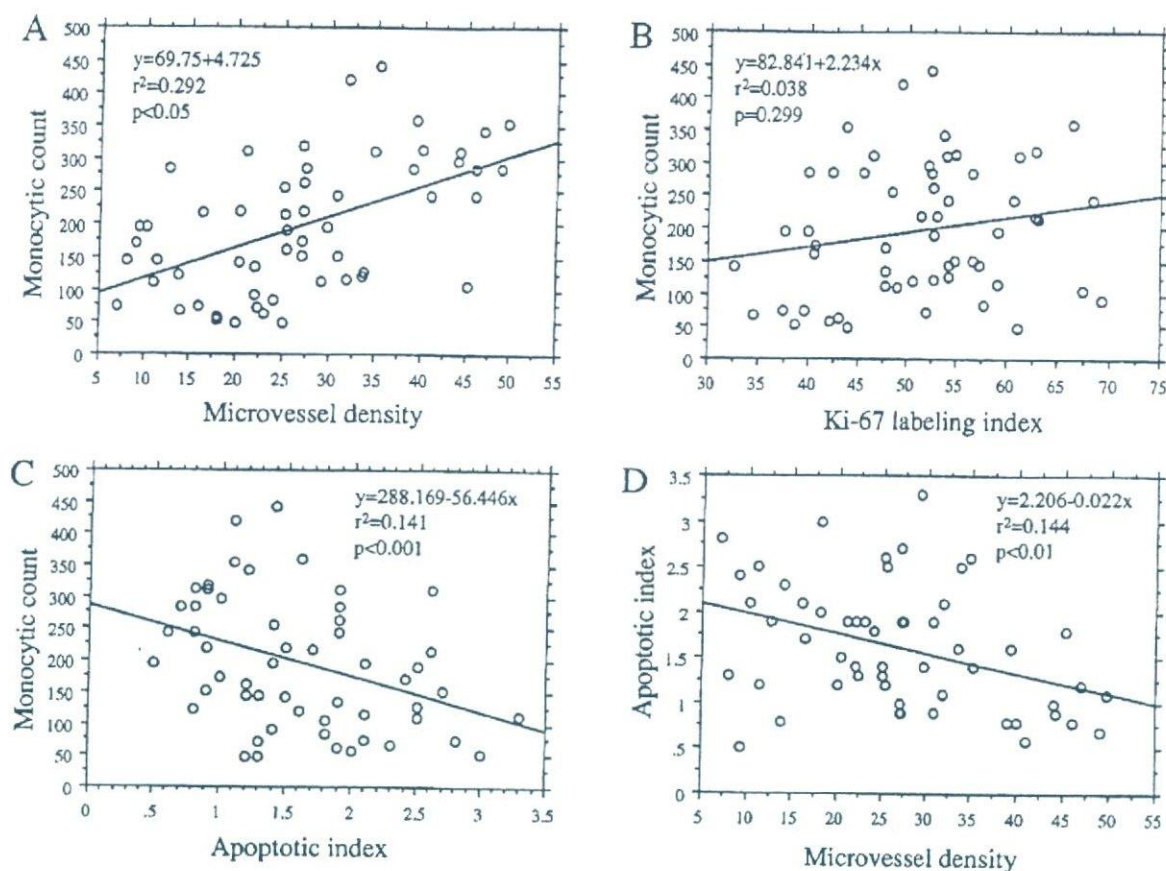 A
500
450
400
350
300
250
200
150
100
50
0
Monocytic count
y=69.75+4.725
r²=0.292
p<0.05
5 10 15 20 25 30 35 40 45 50 55
Microvessel density
B
500
450
400
350
300
250
200
150
100
50
0
Monocytic count
y=82.841+2.234x
r²=0.038
p=0.299
30 35 40 45 50 55 60 65 70 75
Ki-67 labeling index
C
500
450
400
350
300
250
200
150
100
50
0
Monocytic count
y=288.169-56.446x
r²=0.141
p<0.001
0 .5 1 1.5 2 2.5 3 3.5
Apoptotic index
D
3.5
3
2.5
2
1.5
1
.5
0
Apoptotic index
y=2.206-0.022x
r²=0.144
p<0.01
5 10 15 20 25 30 35 40 45 50 55
Microvessel density